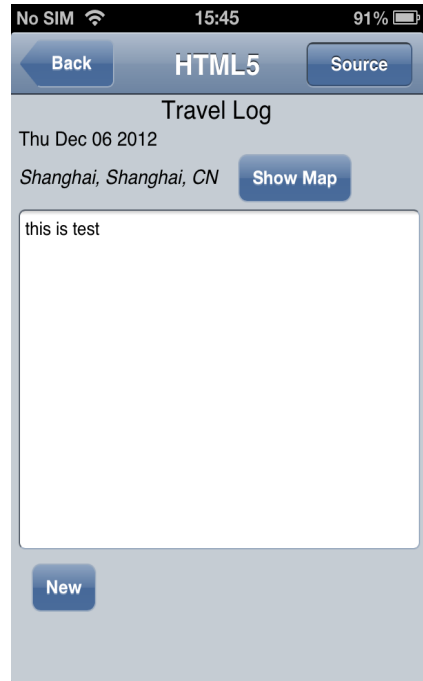 No SIM 15:45 91%
Back HTML5 Source
Travel Log
Thu Dec 06 2012
Shanghai, Shanghai, CN Show Map
this is test
New